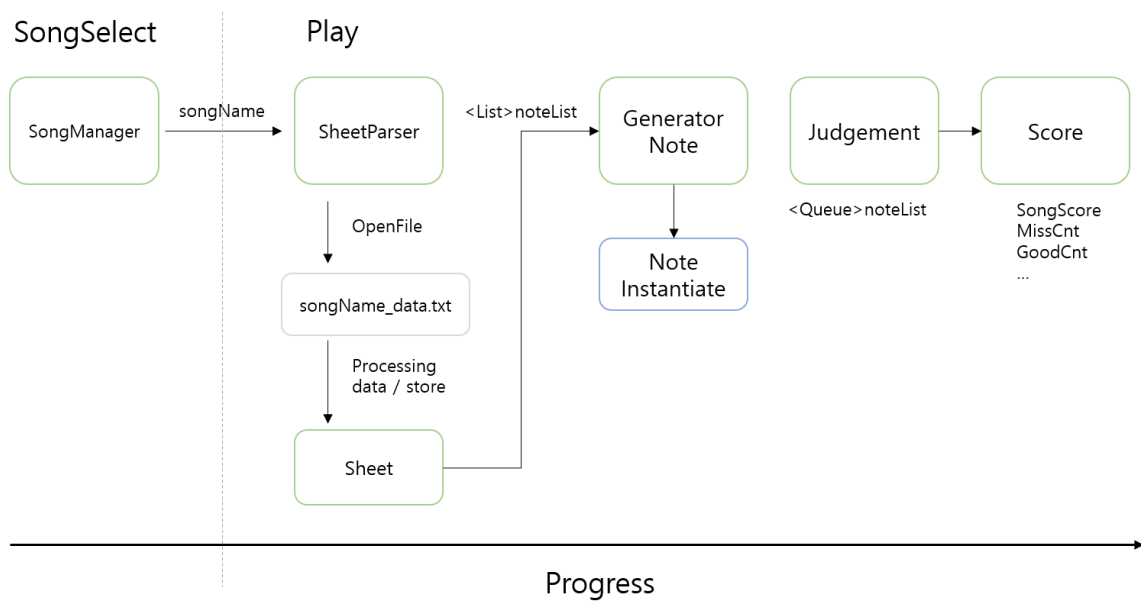 SongSelect
Play
SongManager
songName
SheetParser
<List>noteList
Generator
Note
Judgement
Score
OpenFile
<Queue>noteList
SongScore
MissCnt
GoodCnt
...
Note
Instantiate
songName_data.txt
Processing
data / store
Sheet
Progress